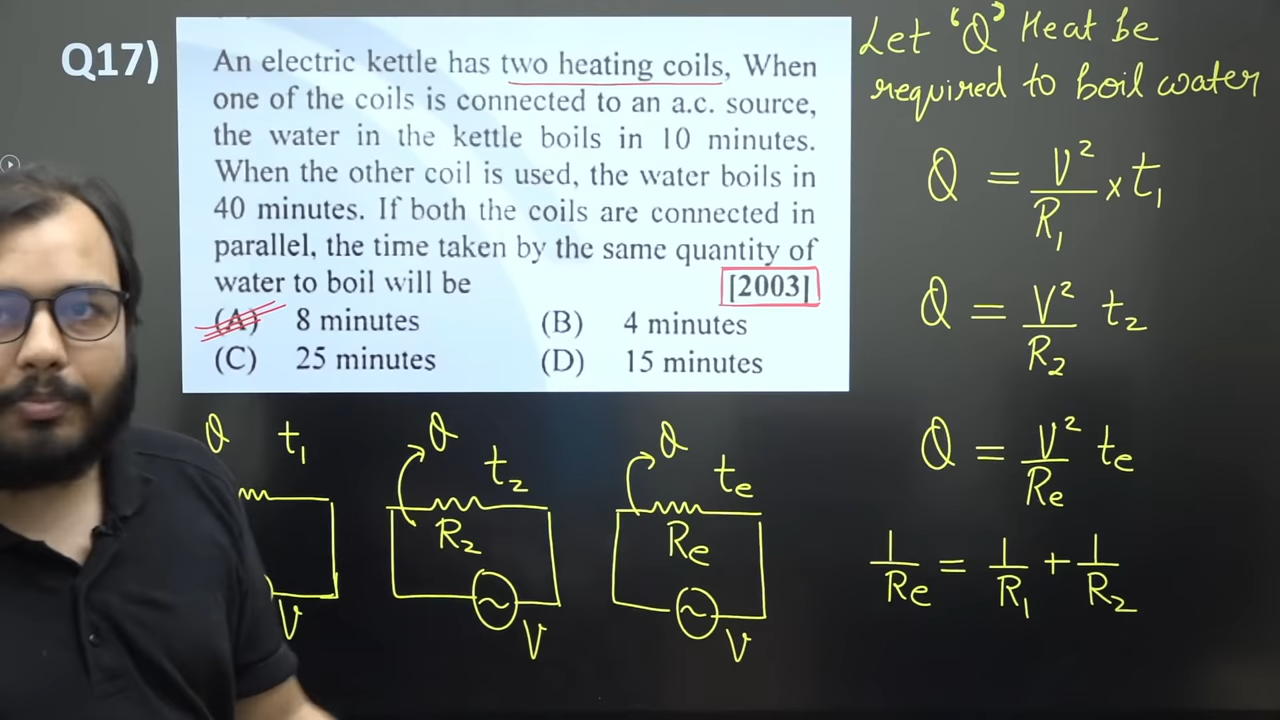 Q17)
An electric kettle has two heating coils, When
one of the coils is connected to an a.c. source,
the water in the kettle boils in 10 minutes.
When the other coil is used, the water boils in
40 minutes. If both the coils are connected in
parallel, the time taken by the same quantity of
water to boil will be [2003]
(A) 8 minutes (B) 4 minutes
(C) 25 minutes (D) 15 minutes
Let "Q" Heat be
required to boil water
Q = V²/R₁ × t₁
Q = V²/R₂ t₂
Q = V²/Re te
1/Re = 1/R₁ + 1/R₂
Q t₁
V
Q t₂
R₂
V
Q te
Re
V